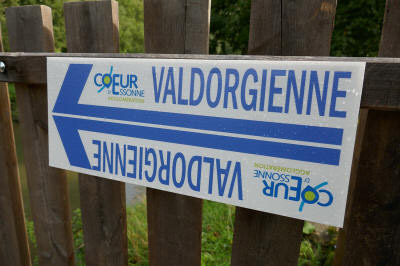 CŒUR
D'ESSONNE
AGGLOMÉRATION
VALDORGIENNE
VALDORGIENNE
CŒUR
D'ESSONNE
AGGLOMÉRATION